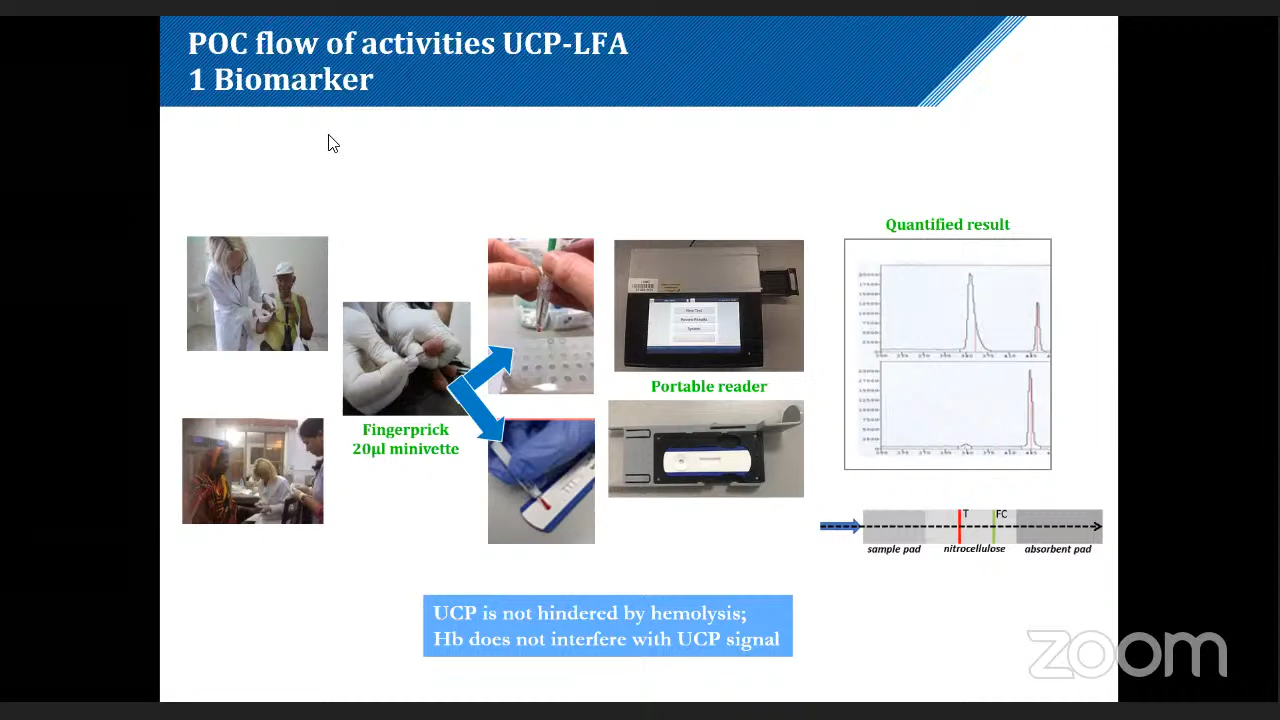 POC flow of activities UCP-LFA
1 Biomarker
Quantified result
Portable reader
Fingerprick
20µl minivette
T
FC
sample pad
nitrocellulose
absorbent pad
UCP is not hindered by hemolysis;
Hb does not interfere with UCP signal
zoom